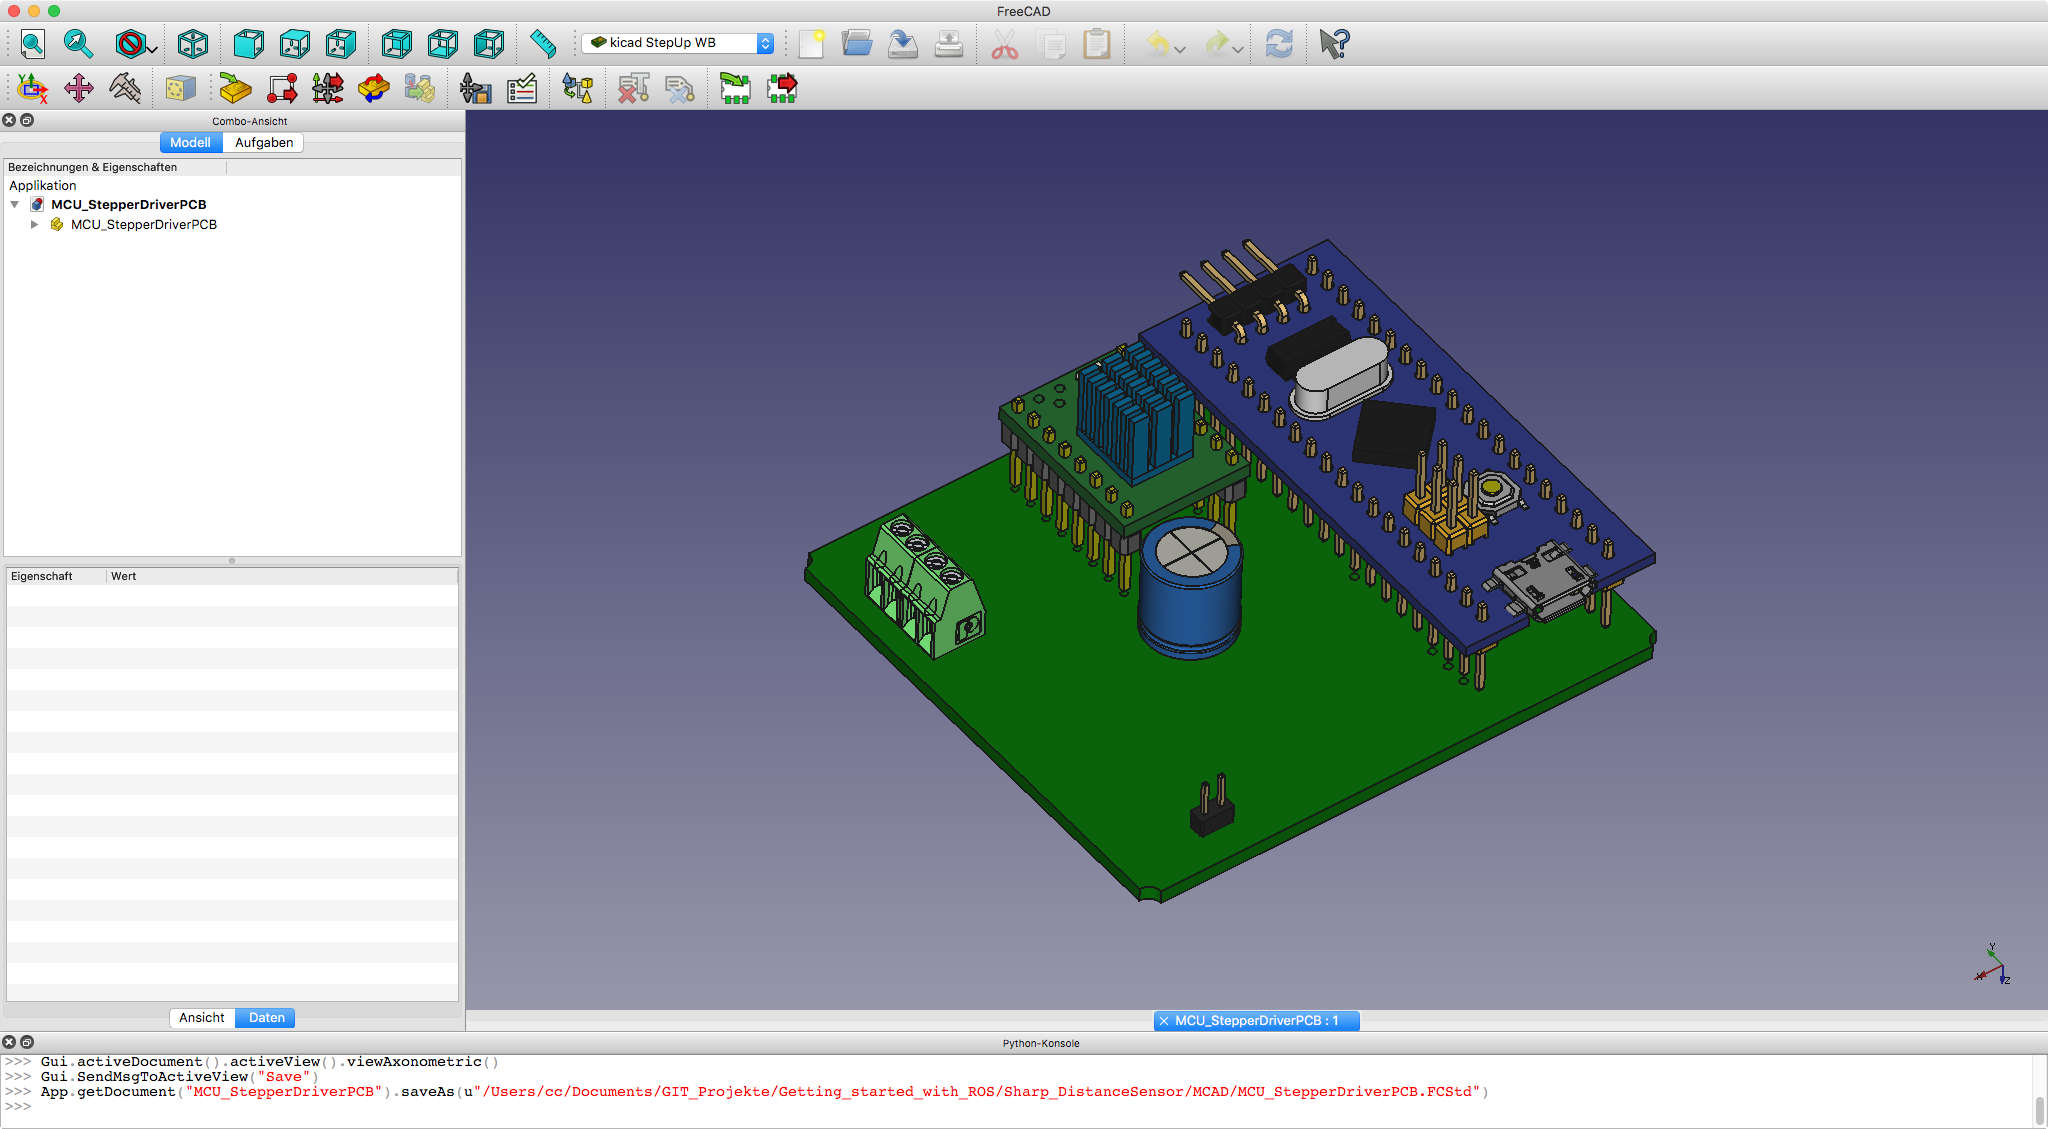 FreeCAD
kicad StepUp WB
Combo-Ansicht
Modell Aufgaben
Bezeichnungen & Eigenschaften
Applikation
MCU_StepperDriverPCB
MCU_StepperDriverPCB
Eigenschaft Wert
Y
X
Z
Ansicht Daten
MCU_StepperDriverPCB : 1
Python-Konsole
>>> Gui.activeDocument().activeView().viewAxonometric()
>>> Gui.SendMsgToActiveView("Save")
>>> App.getDocument("MCU_StepperDriverPCB").saveAs(u"/Users/cc/Documents/GIT_Projekte/Getting_started_with_ROS/Sharp_DistanceSensor/MCAD/MCU_StepperDriverPCB.FCStd")
>>>